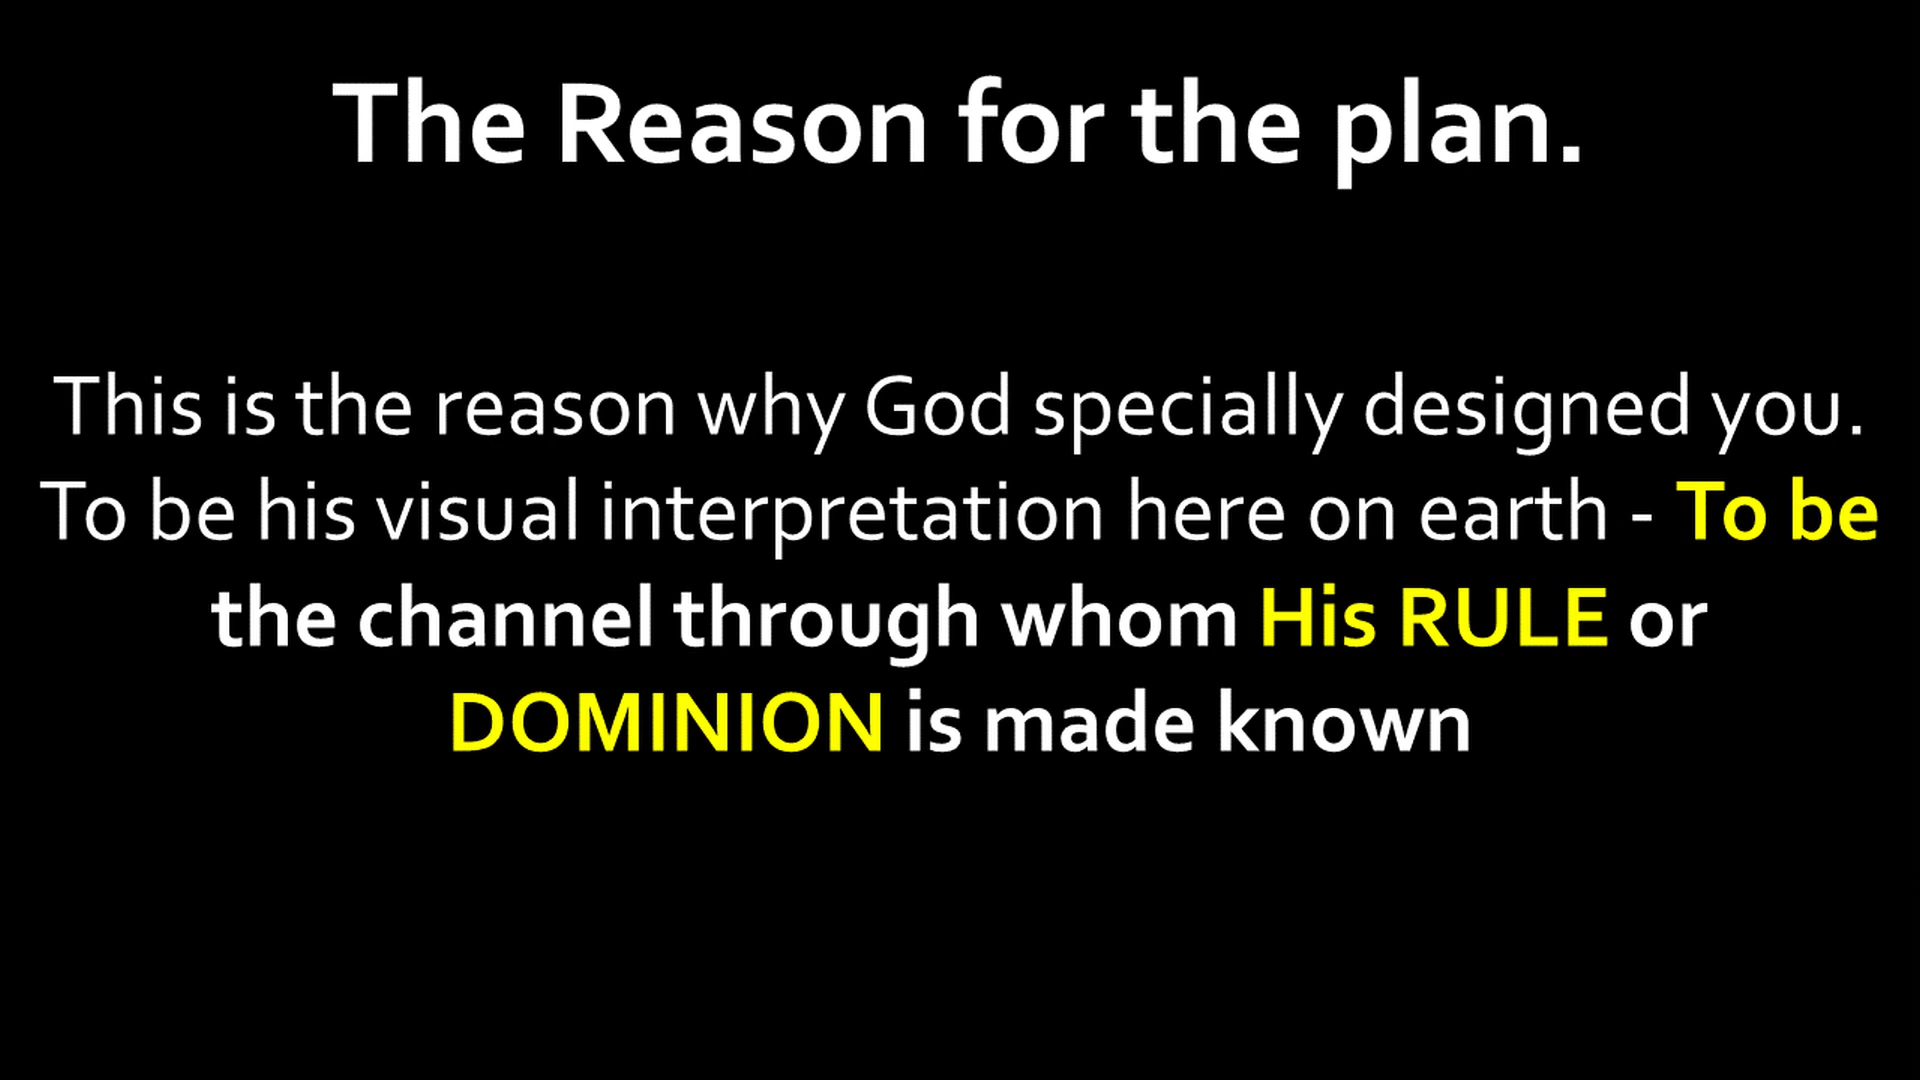 The Reason for the plan.
This is the reason why God specially designed you.
To be his visual interpretation here on earth - To be
the channel through whom His RULE or
DOMINION is made known